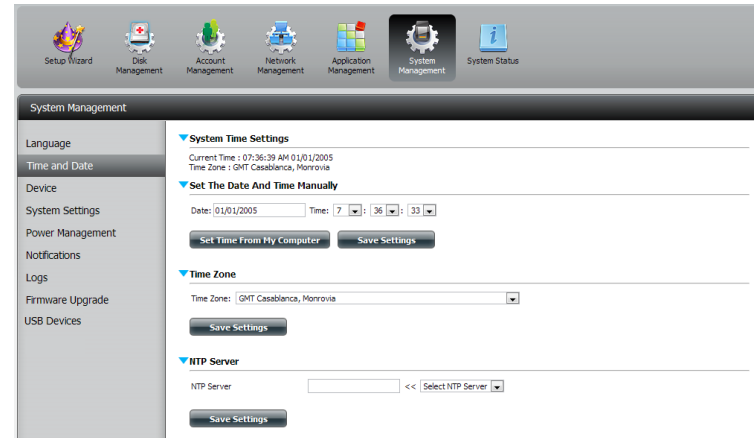 Setup Wizard
Disk Management
Account Management
Network Management
Application Management
System Management
System Status
System Management
Language
Time and Date
Device
System Settings
Power Management
Notifications
Logs
Firmware Upgrade
USB Devices
System Time Settings
Current Time : 07:36:39 AM 01/01/2005
Time Zone : GMT Casablanca, Monrovia
Set The Date And Time Manually
Date: 01/01/2005 Time: 7 : 36 : 33
Set Time From My Computer Save Settings
Time Zone
Time Zone: GMT Casablanca, Monrovia
Save Settings
NTP Server
NTP Server << Select NTP Server
Save Settings